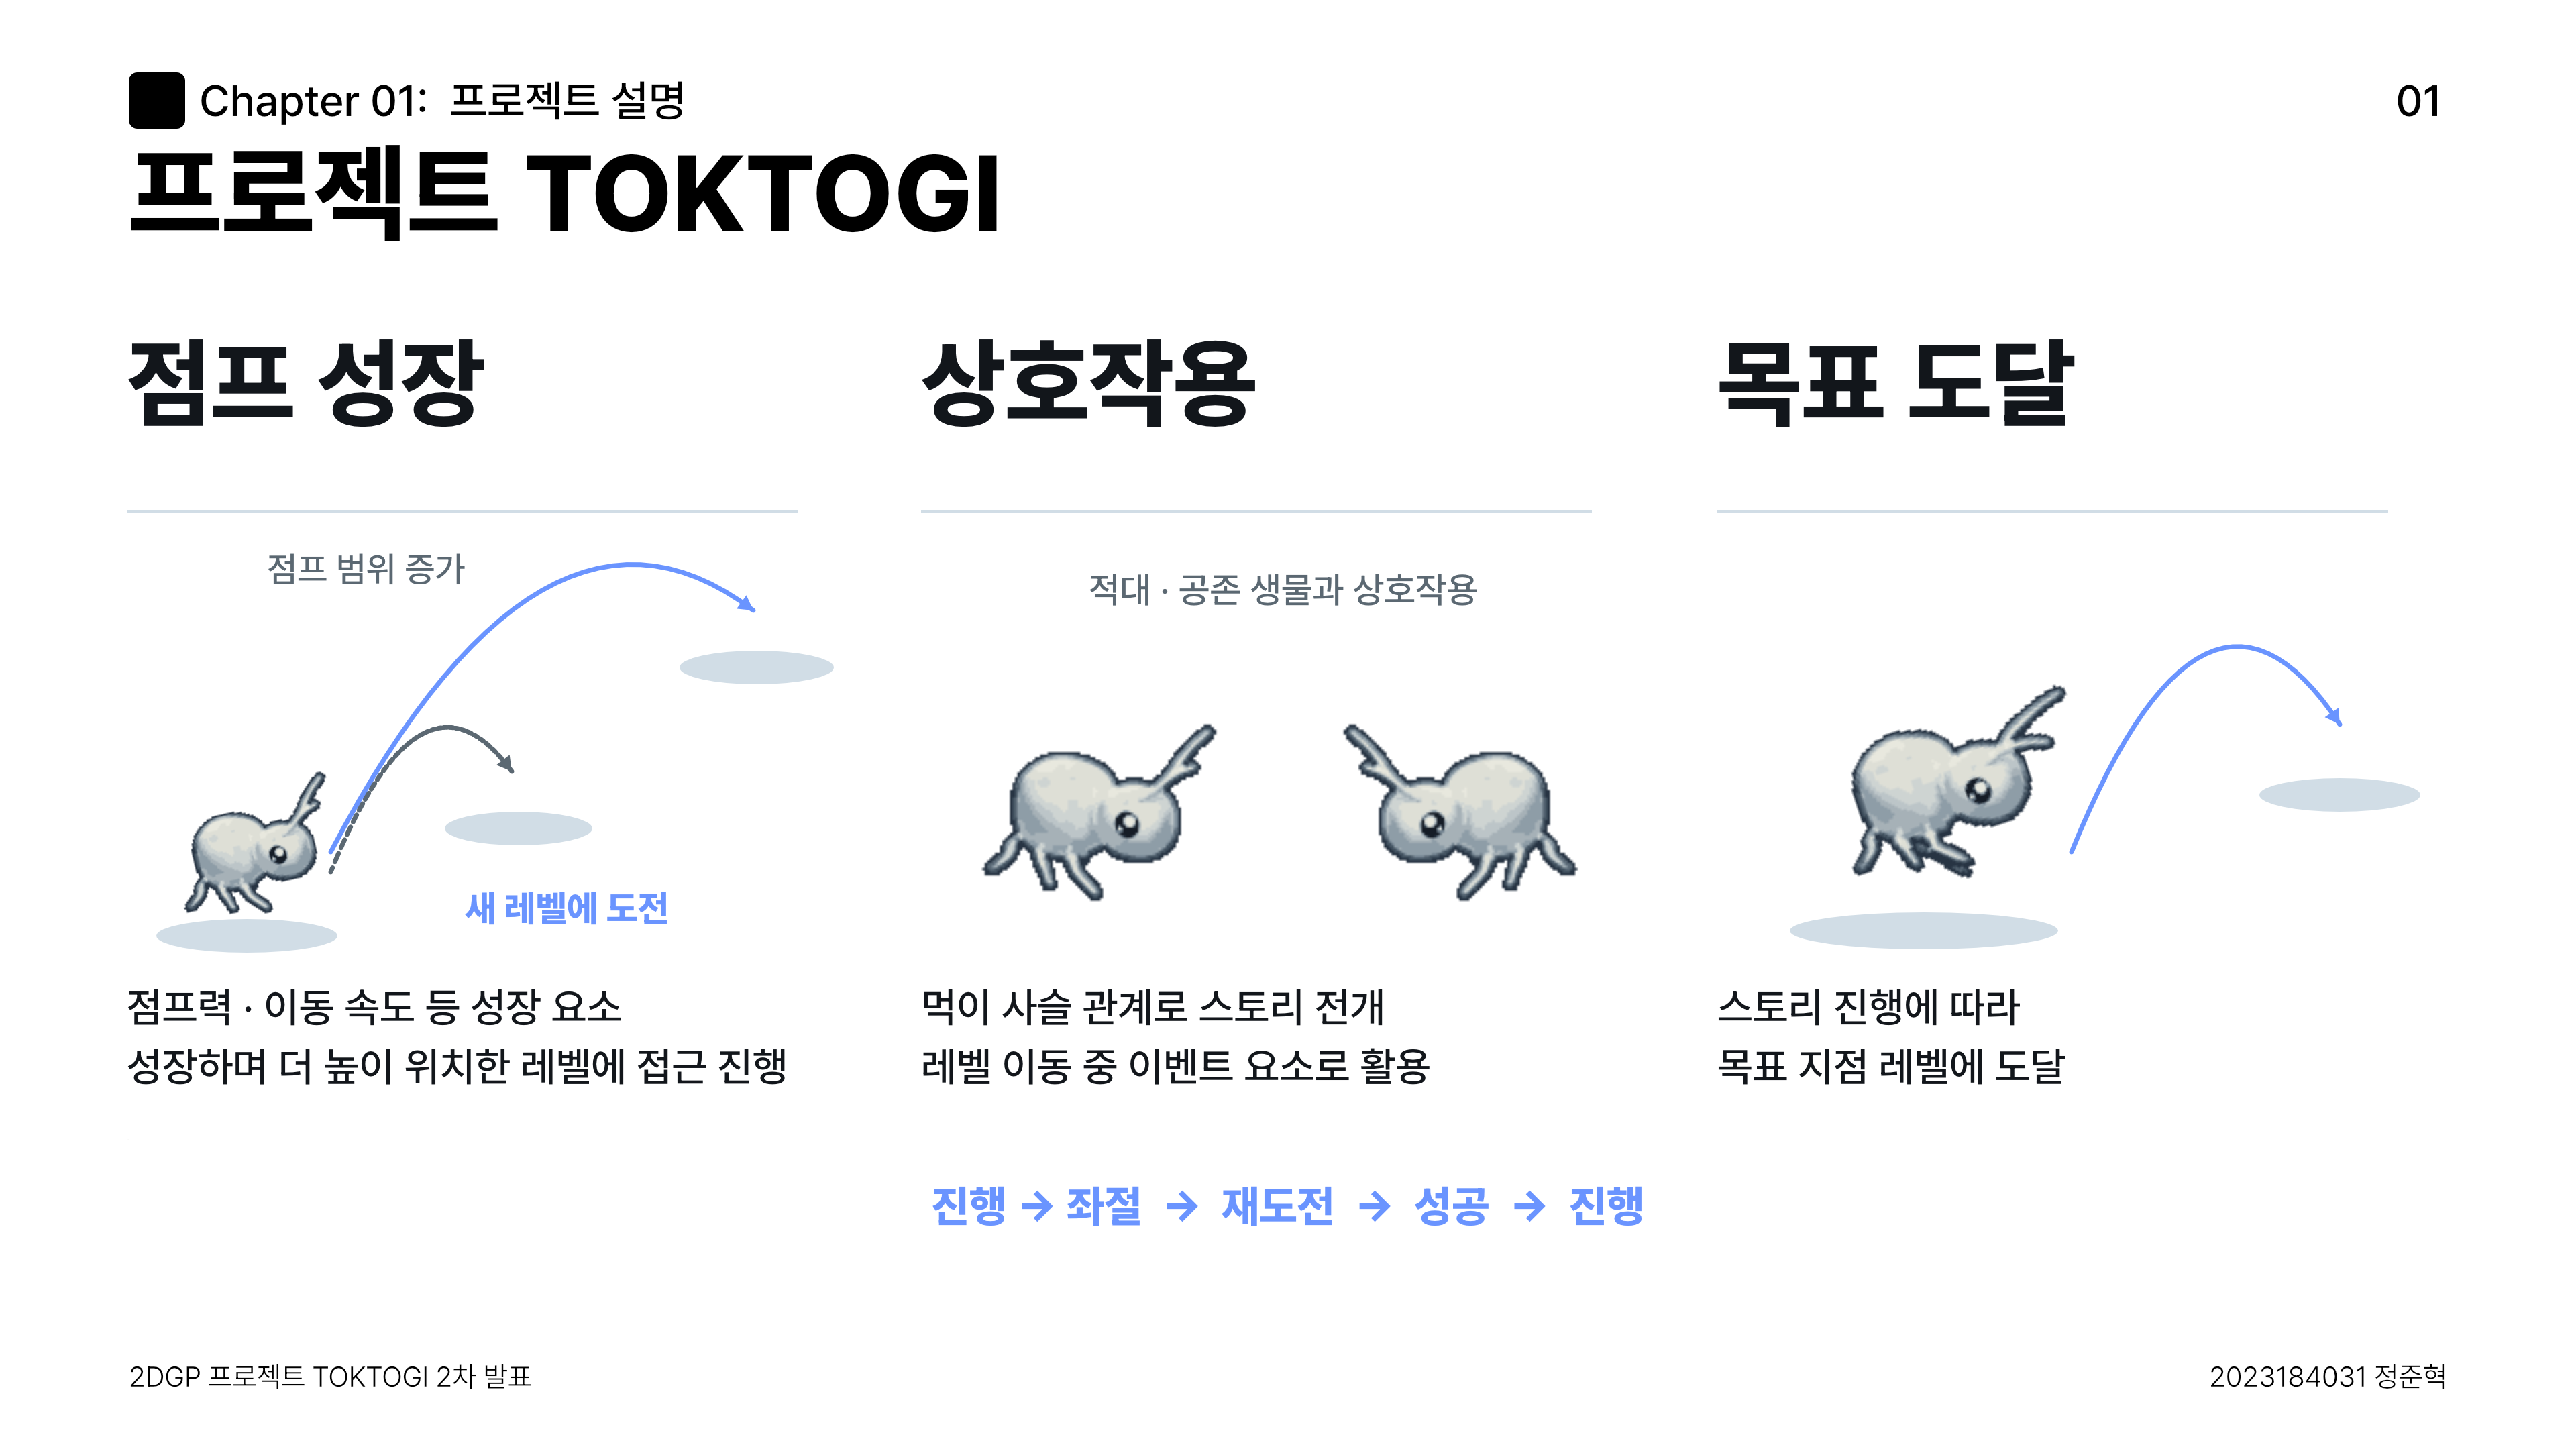 Chapter 01: 프로젝트 설명
01
프로젝트 TOKTOGI
점프 성장
점프 범위 증가
새 레벨에 도전
점프력 · 이동 속도 등 성장 요소
성장하며 더 높이 위치한 레벨에 접근 진행
상호작용
적대 · 공존 생물과 상호작용
먹이 사슬 관계로 스토리 전개
레벨 이동 중 이벤트 요소로 활용
목표 도달
스토리 진행에 따라
목표 지점 레벨에 도달
진행 → 좌절 → 재도전 → 성공 → 진행
2DGP 프로젝트 TOKTOGI 2차 발표
2023184031 정준혁